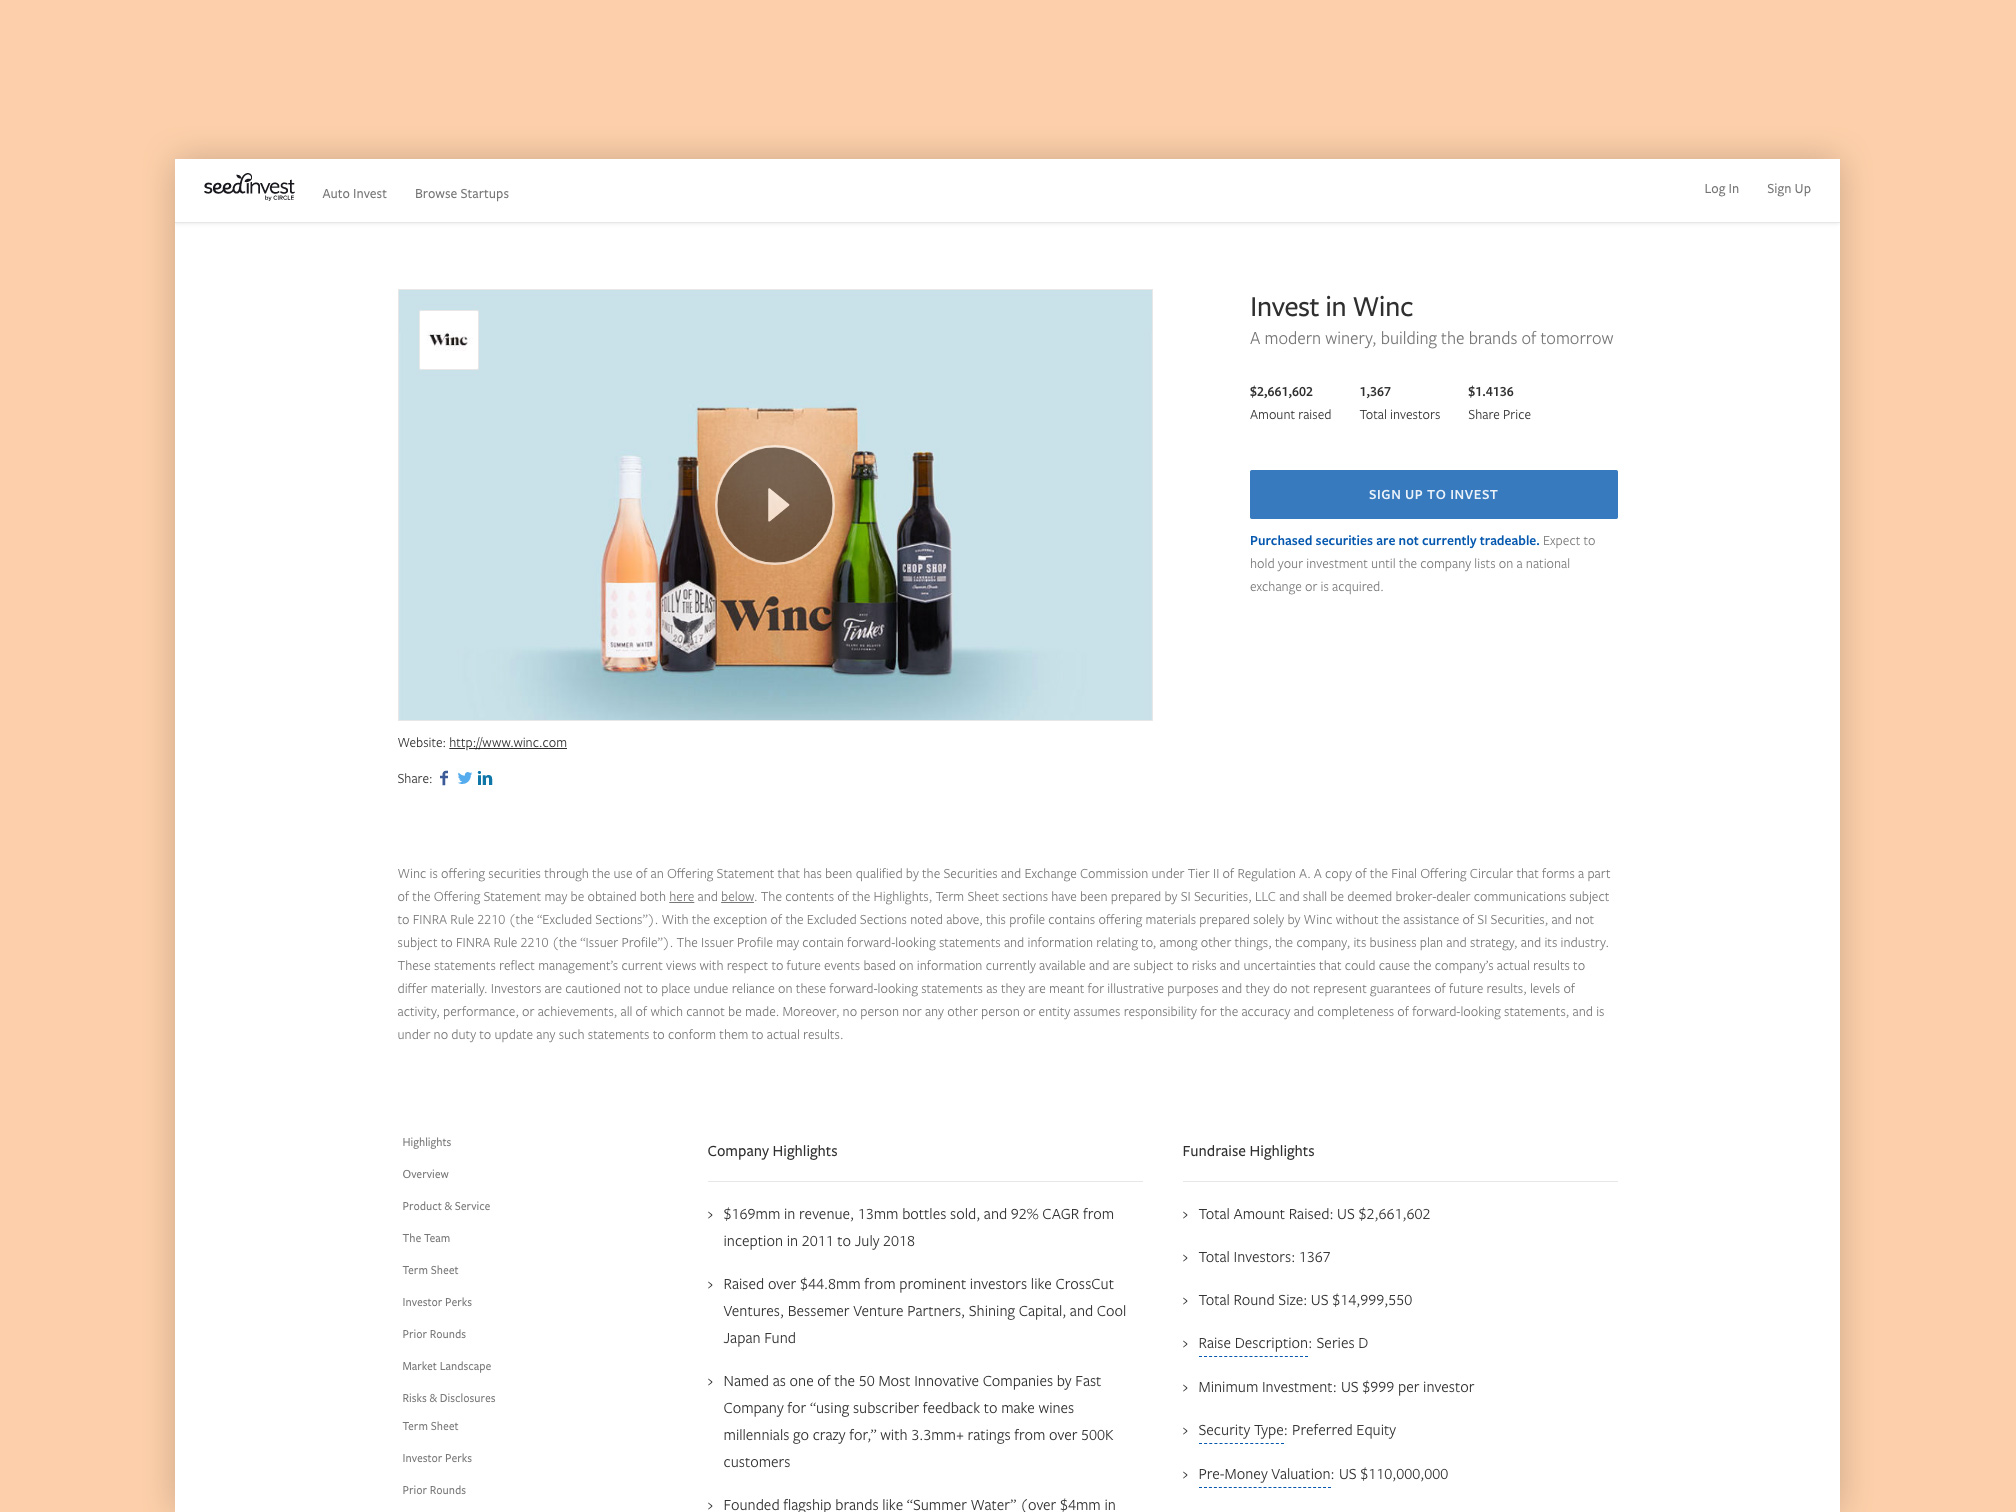 seedinvest
by CIRCLE
Auto Invest
Browse Startups
Log In
Sign Up
Winc
SUMMER WATER
FOLLY OF THE BEAST
PINOT NOIR
2017
Winc
Finkes
CHOP SHOP
Invest in Winc
A modern winery, building the brands of tomorrow
$2,661,602
Amount raised
1,367
Total investors
$1.4136
Share Price
SIGN UP TO INVEST
Purchased securities are not currently tradeable. Expect to
hold your investment until the company lists on a national
exchange or is acquired.
Website: http://www.winc.com
Share:
Winc is offering securities through the use of an Offering Statement that has been qualified by the Securities and Exchange Commission under Tier II of Regulation A. A copy of the Final Offering Circular that forms a part
of the Offering Statement may be obtained both here and below. The contents of the Highlights, Term Sheet sections have been prepared by SI Securities, LLC and shall be deemed broker-dealer communications subject
to FINRA Rule 2210 (the “Excluded Sections”). With the exception of the Excluded Sections noted above, this profile contains offering materials prepared solely by Winc without the assistance of SI Securities, and not
subject to FINRA Rule 2210 (the “Issuer Profile”). The Issuer Profile may contain forward-looking statements and information relating to, among other things, the company, its business plan and strategy, and its industry.
These statements reflect management’s current views with respect to future events based on information currently available and are subject to risks and uncertainties that could cause the company’s actual results to
differ materially. Investors are cautioned not to place undue reliance on these forward-looking statements as they are meant for illustrative purposes and they do not represent guarantees of future results, levels of
activity, performance, or achievements, all of which cannot be made. Moreover, no person nor any other person or entity assumes responsibility for the accuracy and completeness of forward-looking statements, and is
under no duty to update any such statements to conform them to actual results.
Highlights
Overview
Product & Service
The Team
Term Sheet
Investor Perks
Prior Rounds
Market Landscape
Risks & Disclosures
Term Sheet
Investor Perks
Prior Rounds
Company Highlights
> $169mm in revenue, 13mm bottles sold, and 92% CAGR from
inception in 2011 to July 2018
> Raised over $44.8mm from prominent investors like CrossCut
Ventures, Bessemer Venture Partners, Shining Capital, and Cool
Japan Fund
> Named as one of the 50 Most Innovative Companies by Fast
Company for “using subscriber feedback to make wines
millennials go crazy for,” with 3.3mm+ ratings from over 500K
customers
> Founded flagship brands like “Summer Water” (over $4mm in
Fundraise Highlights
> Total Amount Raised: US $2,661,602
> Total Investors: 1367
> Total Round Size: US $14,999,550
> Raise Description: Series D
> Minimum Investment: US $999 per investor
> Security Type: Preferred Equity
> Pre-Money Valuation: US $110,000,000